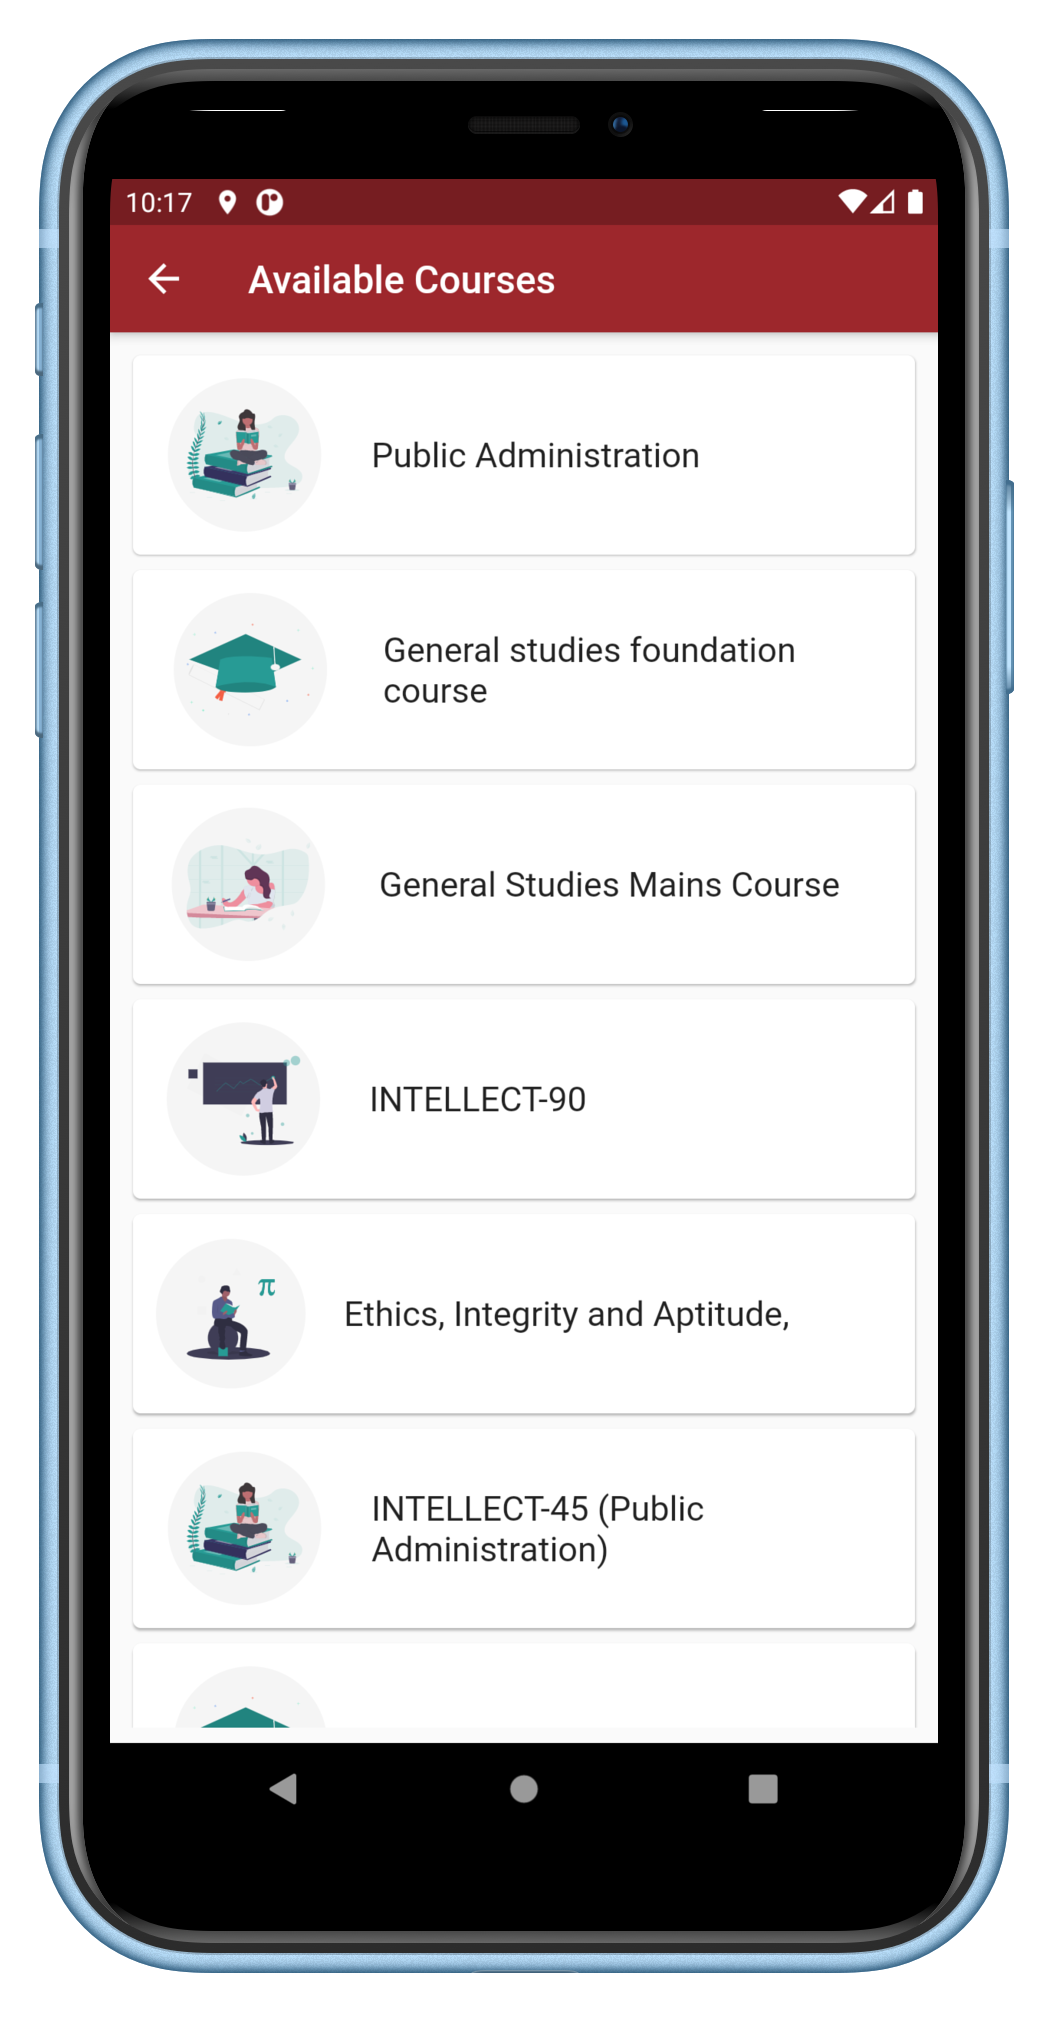 10:17
Available Courses
Public Administration
General studies foundation
course
General Studies Mains Course
INTELLECT-90
π
Ethics, Integrity and Aptitude,
INTELLECT-45 (Public
Administration)